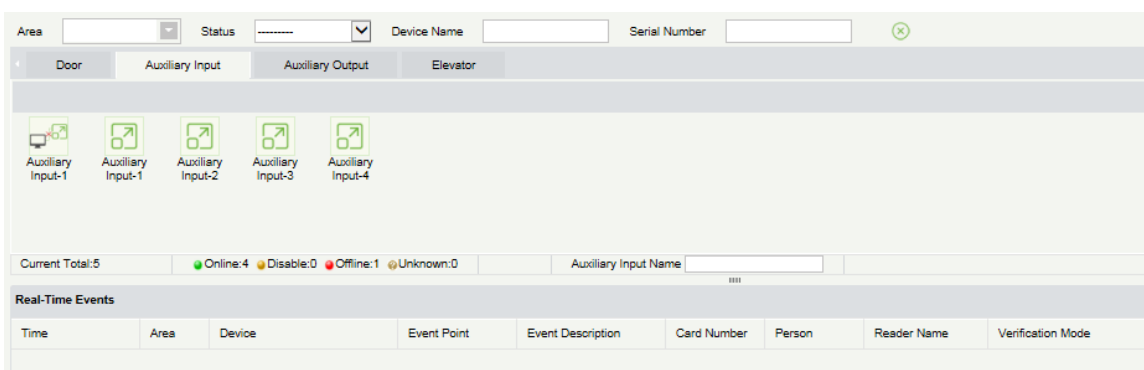 Area Status --------- Device Name Serial Number
Door Auxiliary Input Auxiliary Output Elevator
Auxiliary Auxiliary Auxiliary Auxiliary Auxiliary
Input-1 Input-1 Input-2 Input-3 Input-4
Current Total:5 Online:4 Disable:0 Offline:1 Unknown:0 Auxiliary Input Name
Real-Time Events
Time Area Device Event Point Event Description Card Number Person Reader Name Verification Mode